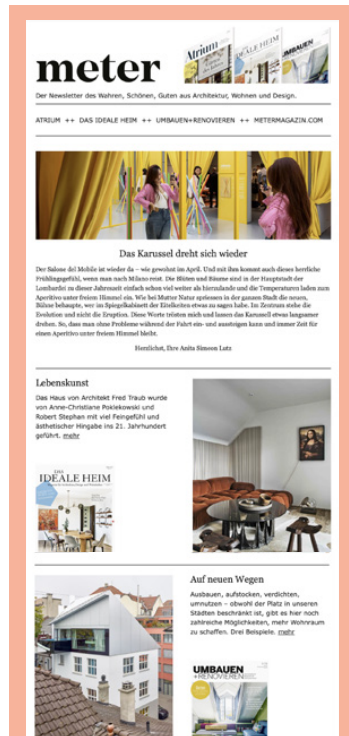 meter
Atrium
DAS IDEALE HEIM
UMBAUEN
Der Newsletter des Wahren, Schönen, Guten aus Architektur, Wohnen und Design.
ATRIUM ++ DAS IDEALE HEIM ++ UMBAUEN+RENOVIEREN ++ METERMAGAZIN.COM
Das Karussel dreht sich wieder
Der Salone del Mobile ist wieder da – wie gewohnt im April. Und mit ihm kommt auch dieses herrliche
Frühlingsgefühl, wenn man nach Milano reist. Die Blüten und Bäume sind in der Hauptstadt der
Lombardei zu dieser Jahreszeit einfach schon viel weiter als hierzulande und die Temperaturen laden zum
Aperitivo unter freiem Himmel ein. Wie bei Mutter Natur spriessen in der ganzen Stadt die neuen,
Bühne behaupte, wer im Spiegelkabinett der Eitelkeiten etwas zu sagen habe. Im Zentrum stehe die
Evolution und nicht die Eruption. Diese Worte trösten mich und lassen das Karussell etwas langsamer
drehen. So, dass man ohne Probleme während der Fahrt ein- und aussteigen kann und immer Zeit für
einen Aperitivo unter freiem Himmel bleibt.
Herzlichst, Ihre Anita Simeon Lutz
Lebenskunst
Das Haus von Architekt Fred Traub wurde
von Anne-Christiane Poklekowski und
Robert Stephan mit viel Feingefühl und
ästhetischer Hingabe ins 21. Jahrhundert
geführt. mehr
DAS
IDEALE HEIM
Auf neuen Wegen
Ausbauen, aufstocken, verdichten,
umnutzen – obwohl der Platz in unseren
Städten beschränkt ist, gibt es hier noch
zahlreiche Möglichkeiten, mehr Wohnraum
zu schaffen. Drei Beispiele. mehr
UMBAUEN
+RENOVIEREN